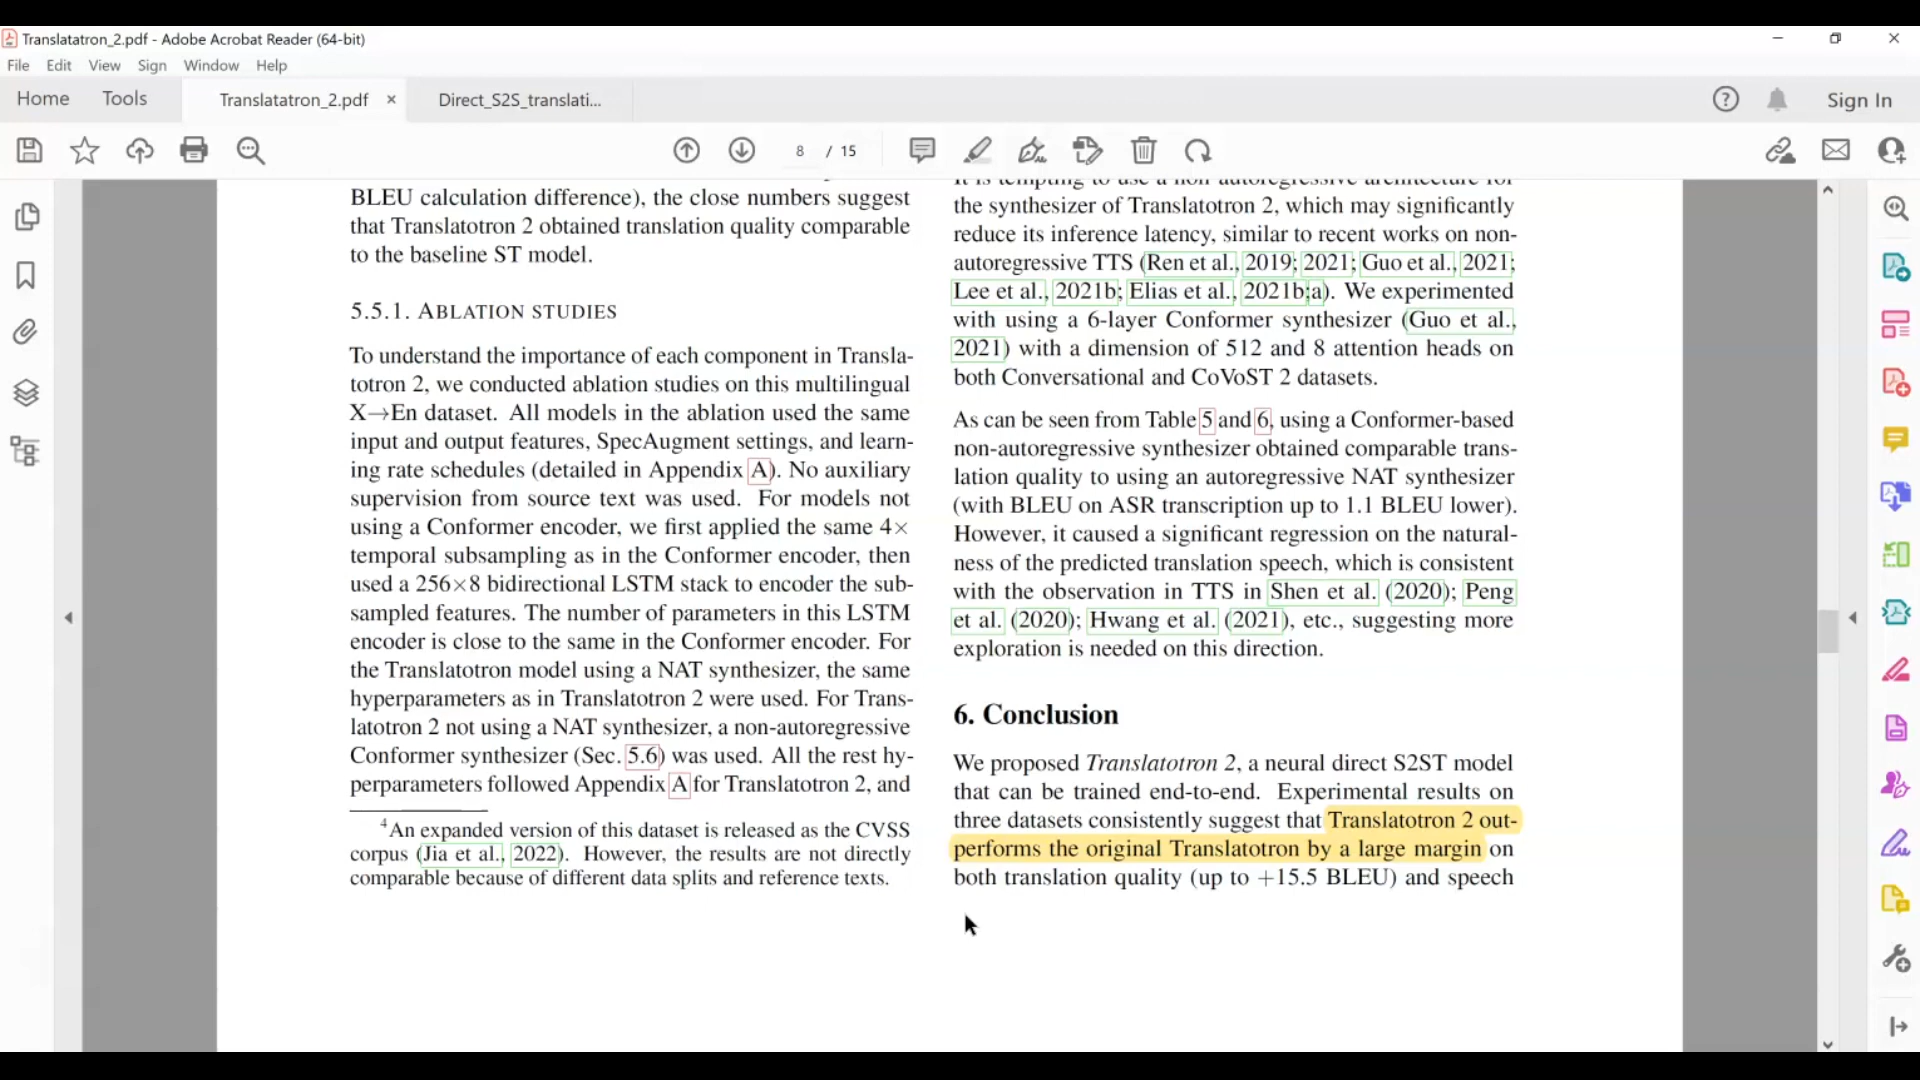 Translatatron_2.pdf - Adobe Acrobat Reader (64-bit)
File Edit View Sign Window Help
Home Tools Translatatron_2.pdf × Direct_S2S_translati... Sign In
8 / 15
BLEU calculation difference), the close numbers suggest
that Translatotron 2 obtained translation quality comparable
to the baseline ST model.
5.5.1. ABLATION STUDIES
To understand the importance of each component in Transla-
totron 2, we conducted ablation studies on this multilingual
X→En dataset. All models in the ablation used the same
input and output features, SpecAugment settings, and learn-
ing rate schedules (detailed in Appendix A). No auxiliary
supervision from source text was used. For models not
using a Conformer encoder, we first applied the same 4×
temporal subsampling as in the Conformer encoder, then
used a 256×8 bidirectional LSTM stack to encoder the sub-
sampled features. The number of parameters in this LSTM
encoder is close to the same in the Conformer encoder. For
the Translatotron model using a NAT synthesizer, the same
hyperparameters as in Translatotron 2 were used. For Trans-
latotron 2 not using a NAT synthesizer, a non-autoregressive
Conformer synthesizer (Sec. 5.6) was used. All the rest hy-
perparameters followed Appendix A for Translatotron 2, and
4An expanded version of this dataset is released as the CVSS
corpus (Jia et al., 2022). However, the results are not directly
comparable because of different data splits and reference texts.
It is tempting to use a non-autoregressive architecture for
the synthesizer of Translatotron 2, which may significantly
reduce its inference latency, similar to recent works on non-
autoregressive TTS (Ren et al., 2019; 2021; Guo et al., 2021;
Lee et al., 2021b; Elias et al., 2021b;a). We experimented
with using a 6-layer Conformer synthesizer (Guo et al.,
2021) with a dimension of 512 and 8 attention heads on
both Conversational and CoVoST 2 datasets.
As can be seen from Table 5 and 6, using a Conformer-based
non-autoregressive synthesizer obtained comparable trans-
lation quality to using an autoregressive NAT synthesizer
(with BLEU on ASR transcription up to 1.1 BLEU lower).
However, it caused a significant regression on the natural-
ness of the predicted translation speech, which is consistent
with the observation in TTS in Shen et al. (2020); Peng
et al. (2020); Hwang et al. (2021), etc., suggesting more
exploration is needed on this direction.
6. Conclusion
We proposed Translatotron 2, a neural direct S2ST model
that can be trained end-to-end. Experimental results on
three datasets consistently suggest that Translatotron 2 out-
performs the original Translatotron by a large margin on
both translation quality (up to +15.5 BLEU) and speech